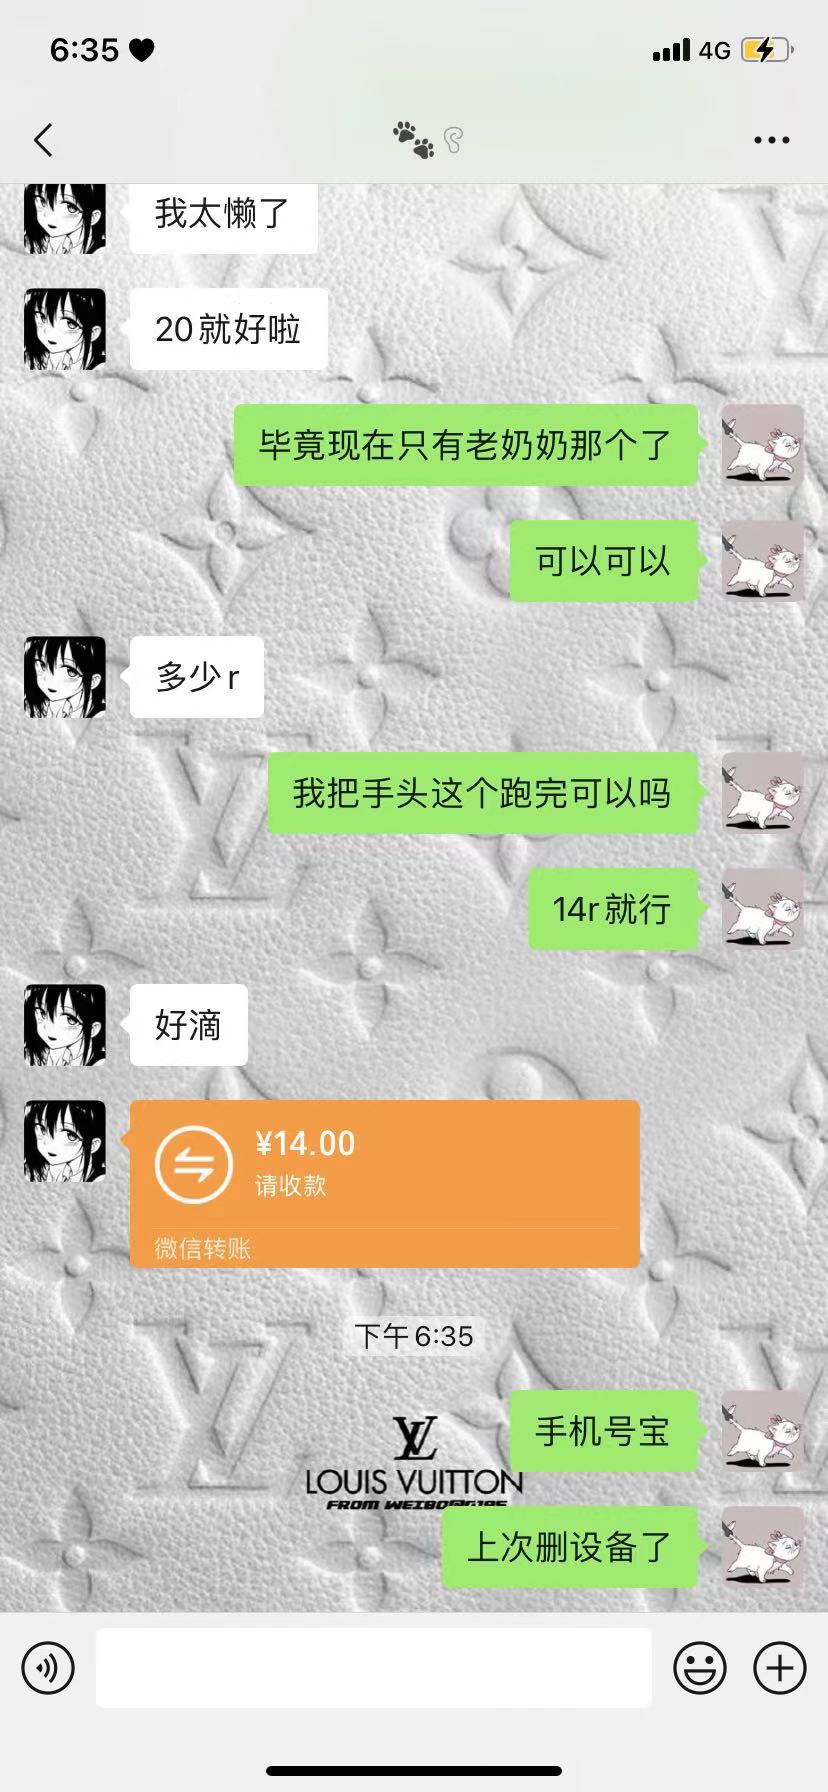 6:35
4G
我太懒了
20就好啦
毕竟现在只有老奶奶那个了
可以可以
多少r
我把手头这个跑完可以吗
14r就行
好滴
¥14.00
请收款
微信转账
下午6:35
手机号宝
LOUIS VUITTON
FROM
上次删设备了